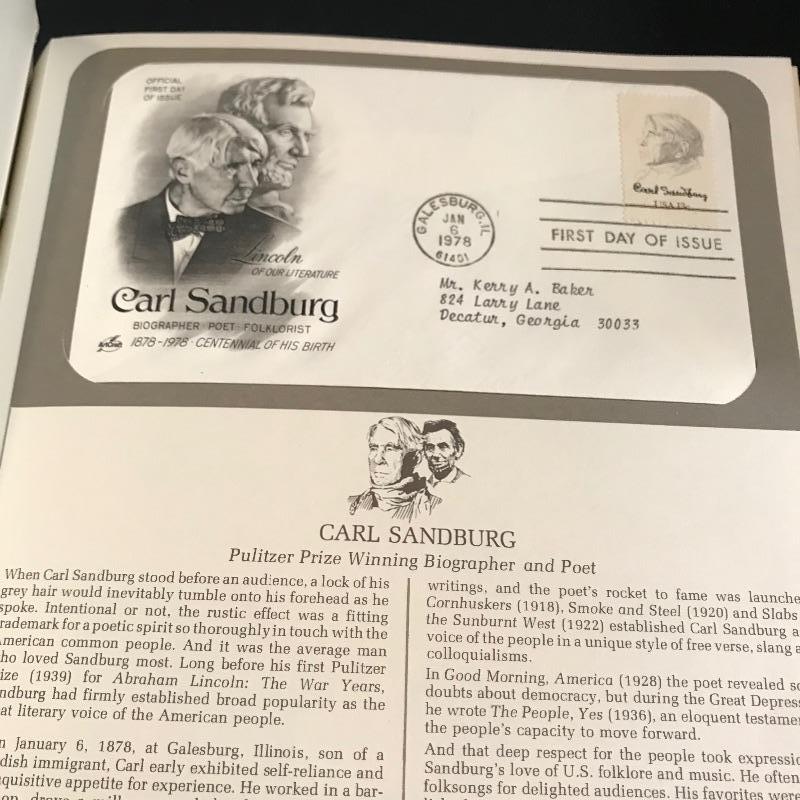 OFFICIAL
FIRST DAY
OF ISSUE
Lincoln
OF OUR LITERATURE
Carl Sandburg
BIOGRAPHER · POET · FOLKLORIST
1878-1978 · CENTENNIAL OF HIS BIRTH
GALESBURG, IL
JAN
6
1978
61401
Carl Sandburg
USA 13c
FIRST DAY OF ISSUE
Mr. Kerry A. Baker
824 Larry Lane
Decatur, Georgia 30033
CARL SANDBURG
Pulitzer Prize Winning Biographer and Poet
When Carl Sandburg stood before an audience, a lock of his
grey hair would inevitably tumble onto his forehead as he
spoke. Intentional or not, the rustic effect was a fitting
rademark for a poetic spirit so thoroughly in touch with the
merican common people. And it was the average man
ho loved Sandburg most. Long before his first Pulitzer
ize (1939) for Abraham Lincoln: The War Years,
ndburg had firmly established broad popularity as the
at literary voice of the American people.
n January 6, 1878, at Galesburg, Illinois, son of a
dish immigrant, Carl early exhibited self-reliance and
quisitive appetite for experience. He worked in a bar-
writings, and the poet's rocket to fame was launche
Cornhuskers (1918), Smoke and Steel (1920) and Slabs
the Sunburnt West (1922) established Carl Sandburg a
voice of the people in a unique style of free verse, slang a
colloquialisms.
In Good Morning, America (1928) the poet revealed so
doubts about democracy, but during the Great Depress
he wrote The People, Yes (1936), an eloquent testamen
the people's capacity to move forward.
And that deep respect for the people took expressio
Sandburg's love of U.S. folklore and music. He often
folksongs for delighted audiences. His favorites were